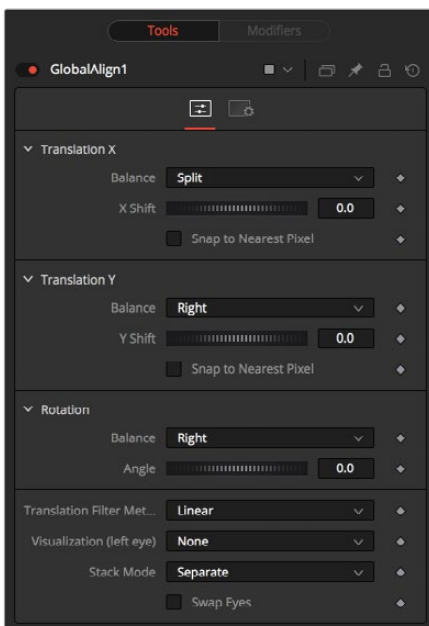 Tools Modifiers
GlobalAlign1
Translation X
Balance Split
X Shift 0.0
Snap to Nearest Pixel
Translation Y
Balance Right
Y Shift 0.0
Snap to Nearest Pixel
Rotation
Balance Right
Angle 0.0
Translation Filter Met... Linear
Visualization (left eye) None
Stack Mode Separate
Swap Eyes